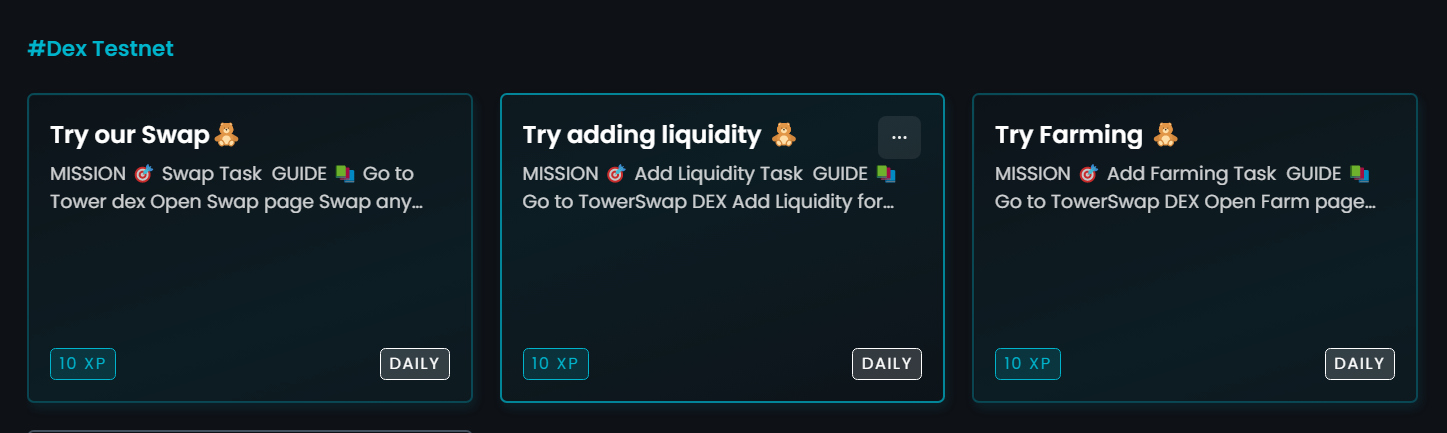 #Dex Testnet
Try our Swap🧸
MISSION 🎯 Swap Task GUIDE 📚 Go to
Tower dex Open Swap page Swap any...
10 XP
DAILY
Try adding liquidity 🧸
...
MISSION 🎯 Add Liquidity Task GUIDE 📚
Go to TowerSwap DEX Add Liquidity for...
10 XP
DAILY
Try Farming 🧸
MISSION 🎯 Add Farming Task GUIDE 📚
Go to TowerSwap DEX Open Farm page...
10 XP
DAILY